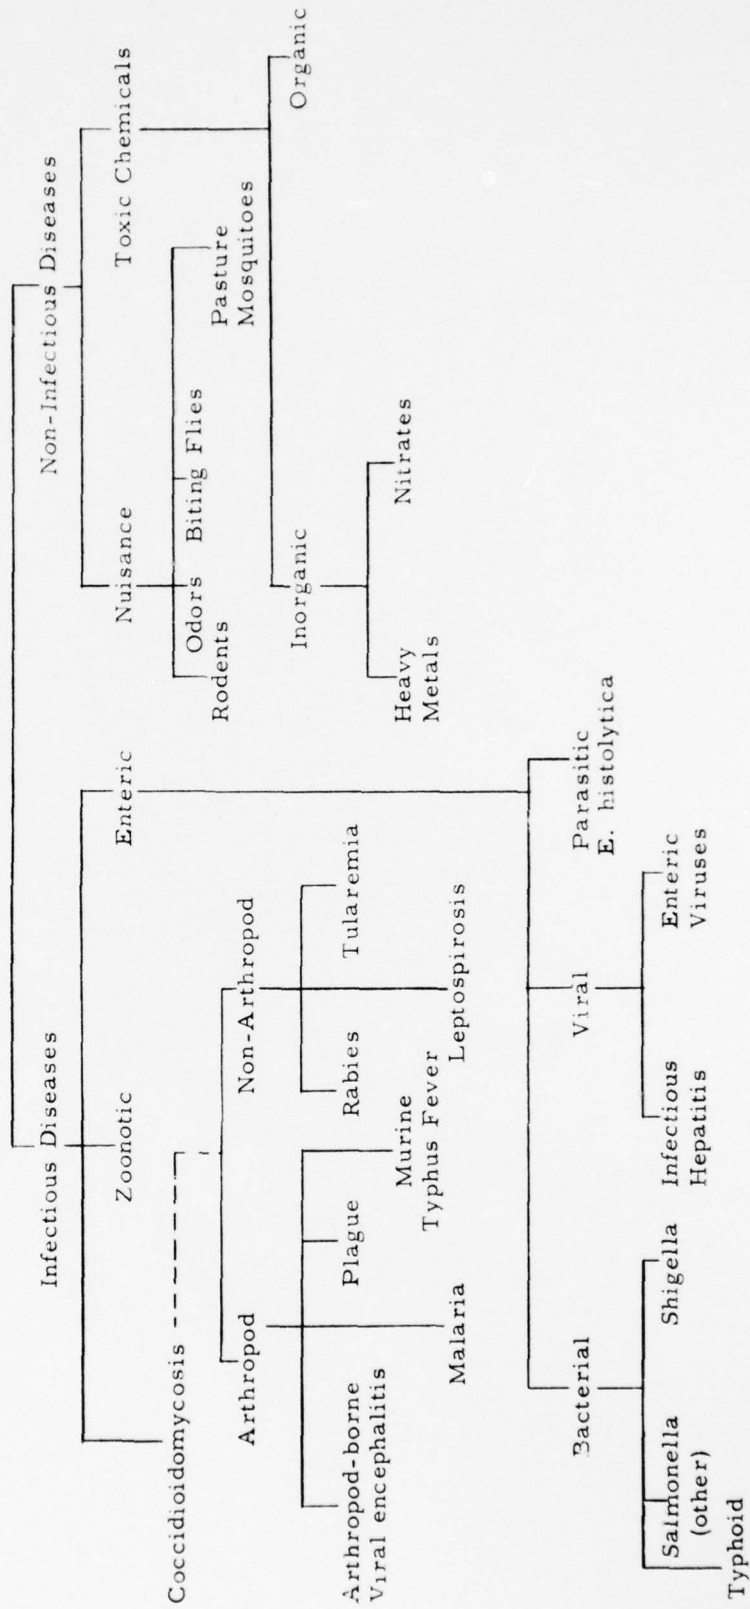 Infectious Diseases
Non-Infectious Diseases
Zoonotic
Enteric
Nuisance
Toxic Chemicals
Coccidioidomycosis
Odors
Biting Flies
Rodents
Pasture
Mosquitoes
Arthropod
Non-Arthropod
Inorganic
Organic
Arthropod-borne
Viral encephalitis
Plague
Rabies
Tularemia
Murine
Typhus Fever
Heavy
Metals
Nitrates
Malaria
Leptospirosis
Bacterial
Viral
Parasitic
E. histolytica
Salmonella
(other)
Shigella
Infectious
Hepatitis
Enteric
Viruses
Typhoid